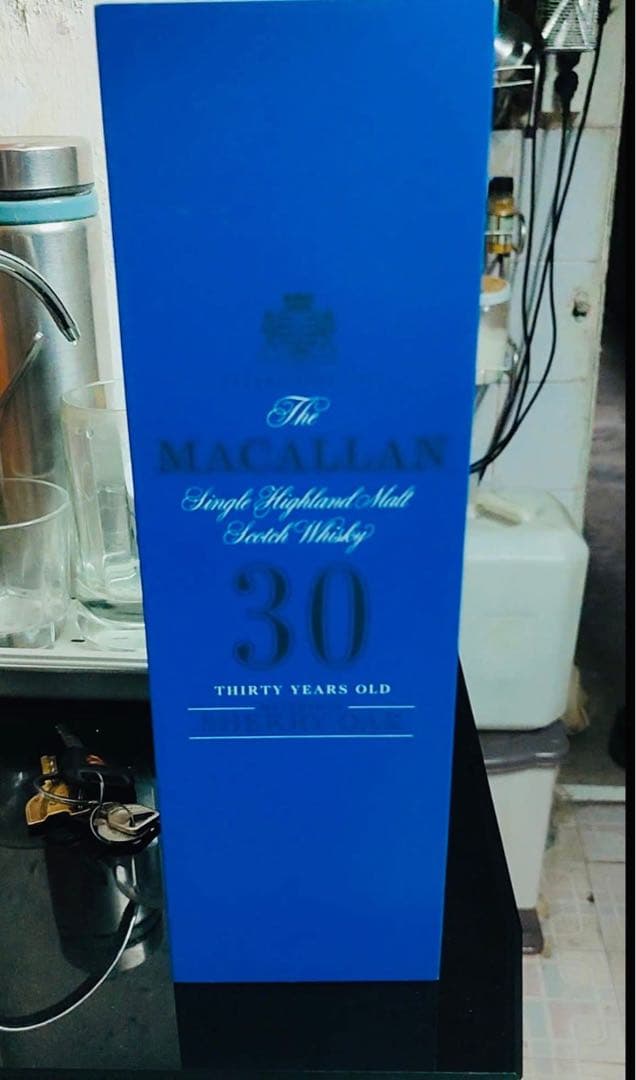 The
MACALLAN
Single Highland Malt
Scotch Whisky
30
THIRTY YEARS OLD
SHERRY OAK